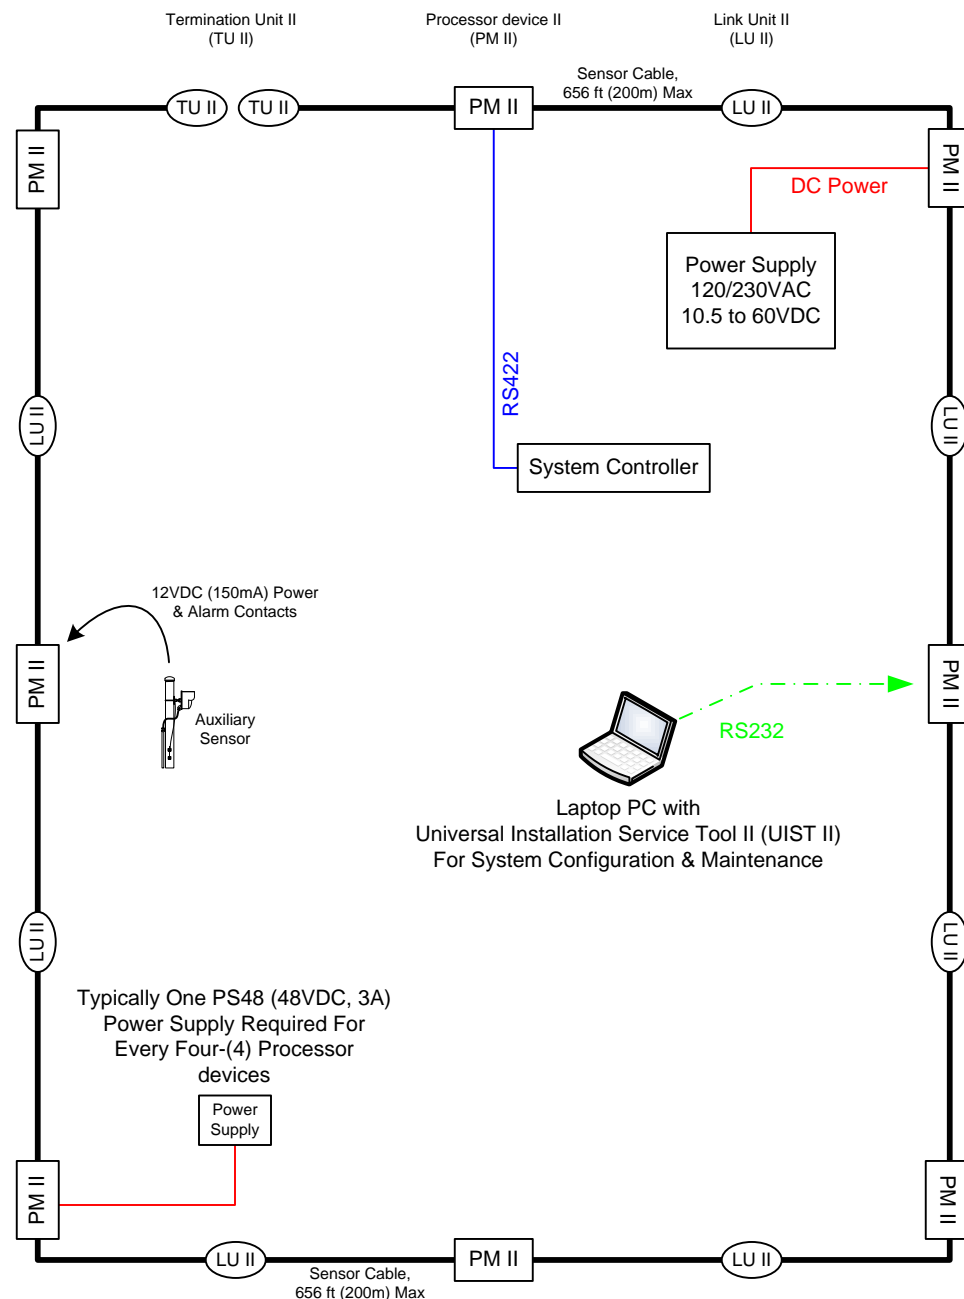 Termination Unit II
(TU II)
Processor device II
(PM II)
Link Unit II
(LU II)
Sensor Cable,
656 ft (200m) Max
TU II
TU II
PM II
LU II
PM II
PM II
DC Power
Power Supply
120/230VAC
10.5 to 60VDC
RS422
LU II
LU II
System Controller
12VDC (150mA) Power
& Alarm Contacts
PM II
PM II
Auxiliary
Sensor
RS232
Laptop PC with
Universal Installation Service Tool II (UIST II)
For System Configuration & Maintenance
LU II
LU II
Typically One PS48 (48VDC, 3A)
Power Supply Required For
Every Four-(4) Processor
devices
Power
Supply
PM II
PM II
LU II
PM II
LU II
Sensor Cable,
656 ft (200m) Max